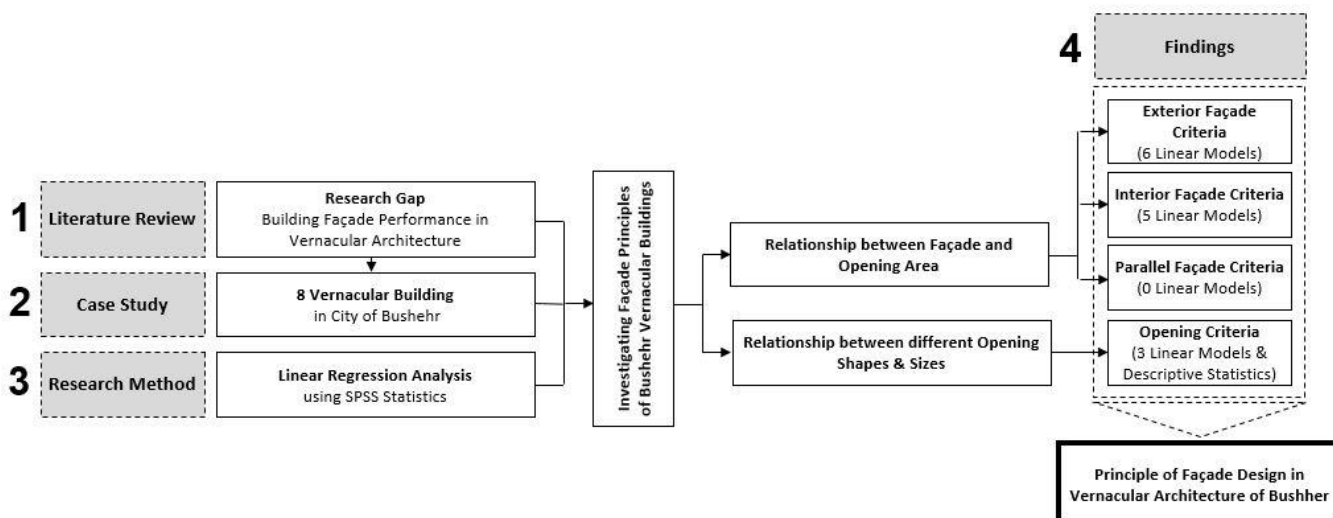 1
Literature Review
Research Gap
Building Façade Performance in
Vernacular Architecture
2
Case Study
8 Vernacular Building
in City of Bushehr
3
Research Method
Linear Regression Analysis
using SPSS Statistics
Investigating Façade Principles
of Bushehr Vernacular Buildings
Relationship between Façade and
Opening Area
Relationship between different Opening
Shapes & Sizes
4
Findings
Exterior Façade
Criteria
(6 Linear Models)
Interior Façade Criteria
(5 Linear Models)
Parallel Façade Criteria
(0 Linear Models)
Opening Criteria
(3 Linear Models &
Descriptive Statistics)
Principle of Façade Design in
Vernacular Architecture of Bushher